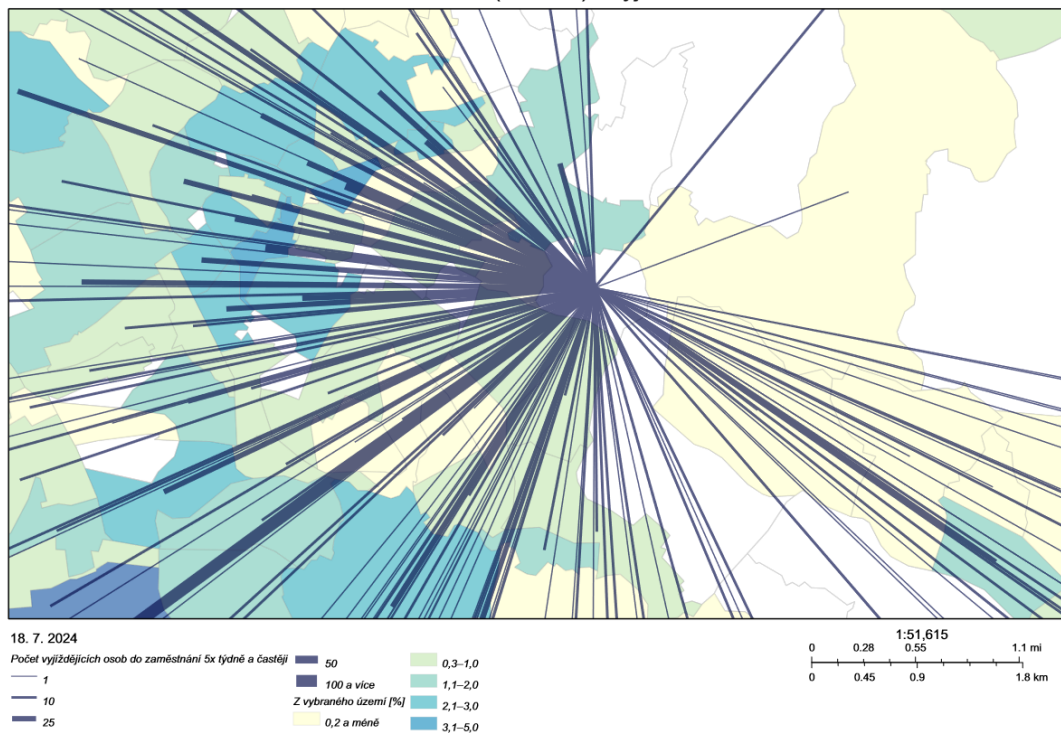 18. 7. 2024
Počet vyjíždějících osob do zaměstnání 5x týdně a častěji
1
10
25
50
100 a více
Z vybraného území [%]
0,2 a méně
0,3–1,0
1,1–2,0
2,1–3,0
3,1–5,0
1:51,615
0 0.28 0.55 1.1 mi
0 0.45 0.9 1.8 km